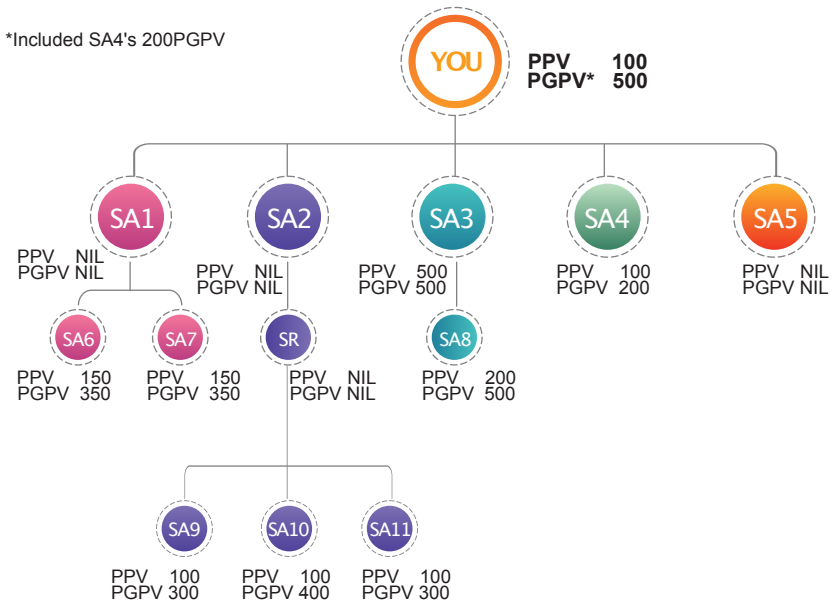 *Included SA4's 200PGPV
YOU
PPV 100
PGPV* 500
SA1
SA2
SA3
SA4
SA5
PPV NIL
PGPV NIL
PPV NIL
PGPV NIL
PPV 500
PGPV 500
PPV 100
PGPV 200
PPV NIL
PGPV NIL
SA6
SA7
SR
SA8
PPV 150
PGPV 350
PPV 150
PGPV 350
PPV NIL
PGPV NIL
PPV 200
PGPV 500
SA9
SA10
SA11
PPV 100
PGPV 300
PPV 100
PGPV 400
PPV 100
PGPV 300